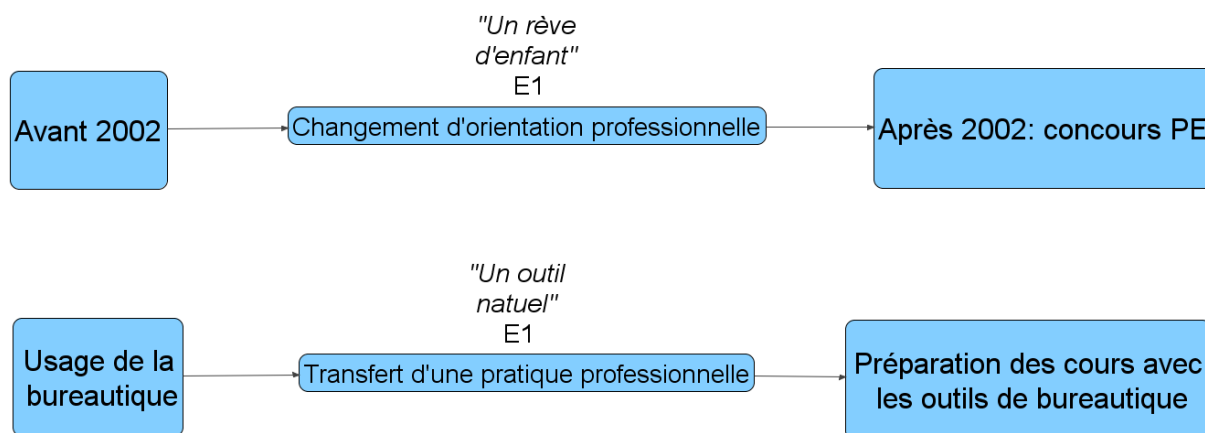 "Un rève
d'enfant"
E1
Avant 2002
Changement d'orientation professionnelle
Après 2002: concours PE
"Un outil
natuel"
E1
Usage de la
bureautique
Transfert d'une pratique professionnelle
Préparation des cours avec
les outils de bureautique